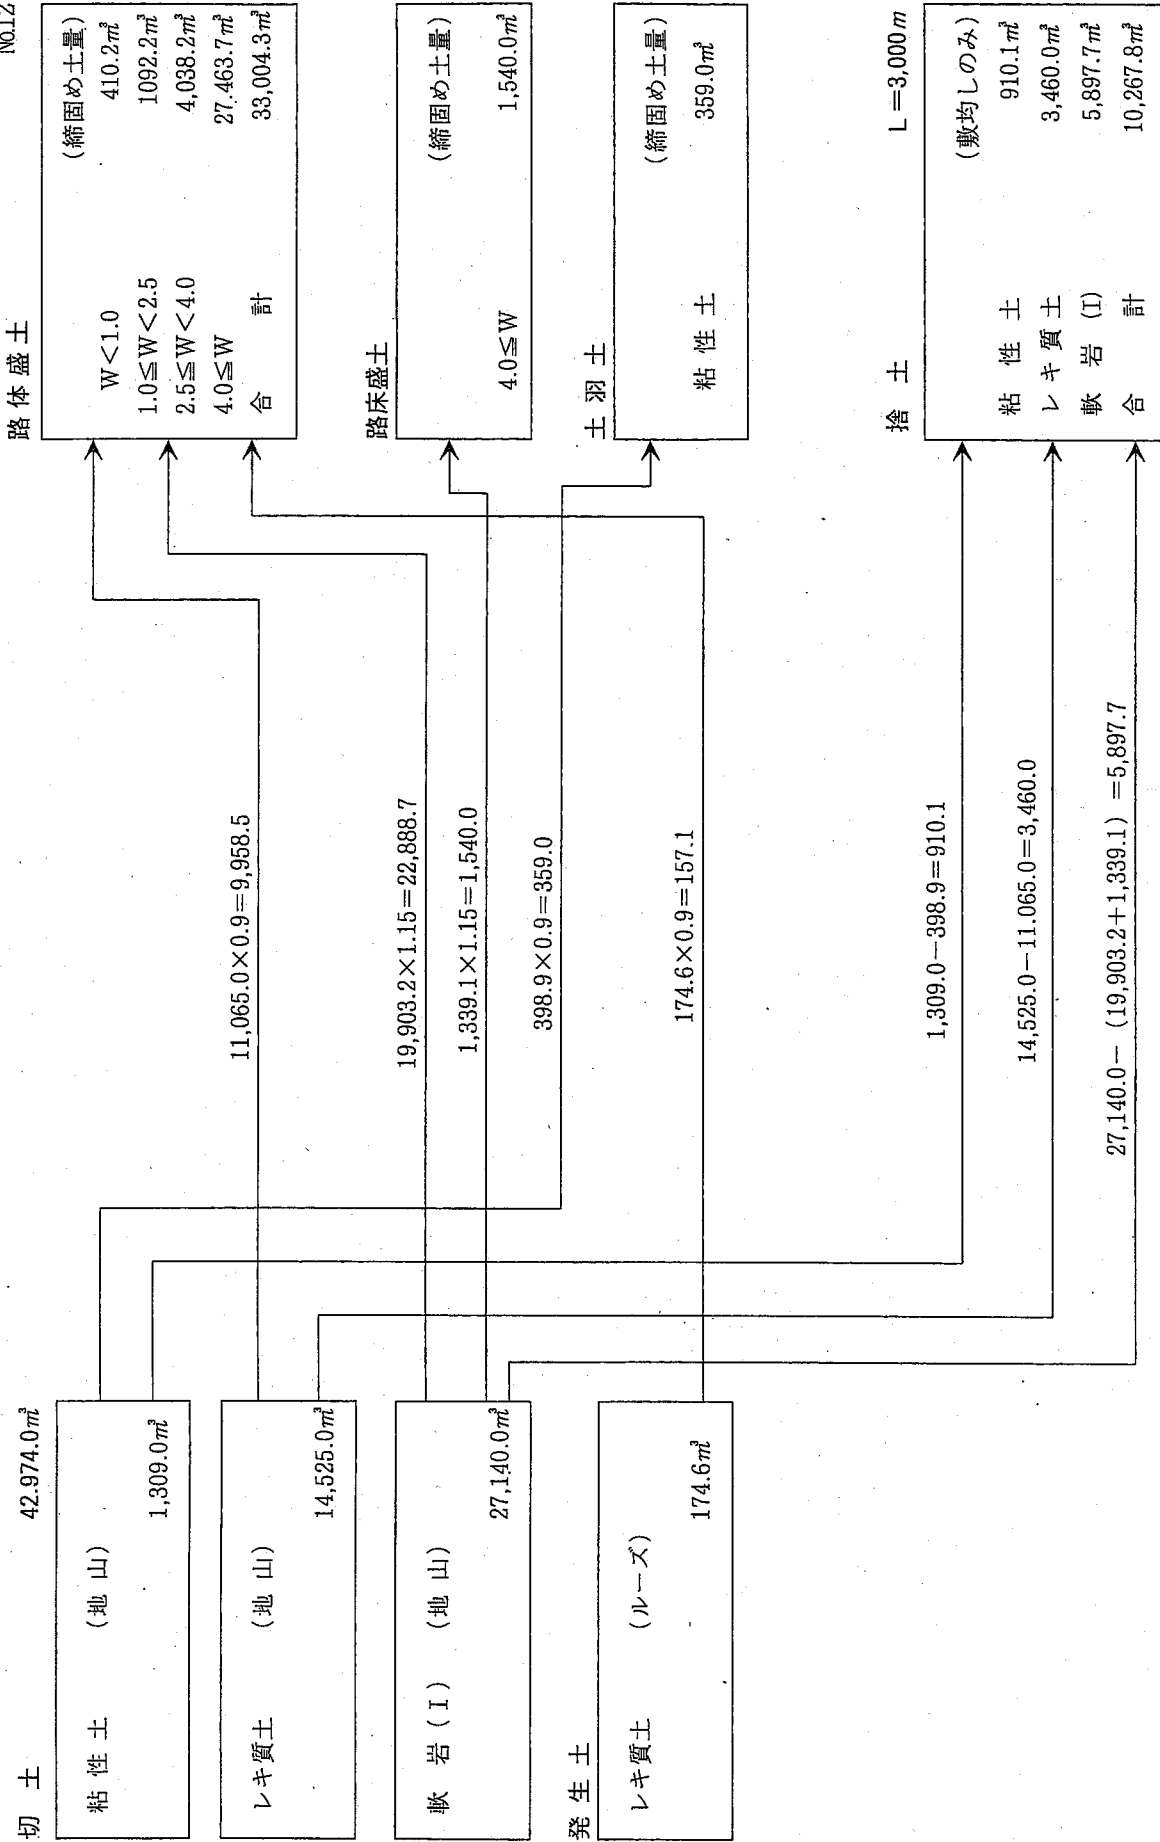 No.12
切土 42.974.0㎥
粘性土 (地山)
1,309.0㎥
レキ質土 (地山)
14,525.0㎥
軟岩(I) (地山)
27,140.0㎥
発生土
レキ質土 (ルーズ)
174.6㎥
11,065.0×0.9=9,958.5
19,903.2×1.15=22,888.7
1,339.1×1.15=1,540.0
398.9×0.9=359.0
174.6×0.9=157.1
1,309.0-398.9=910.1
14,525.0-11.065.0=3,460.0
27,140.0-(19,903.2+1,339.1)=5,897.7
路体盛土
(締固め土量)
W<1.0 410.2㎥
1.0≦W<2.5 1092.2㎥
2.5≦W<4.0 4,038.2㎥
4.0≦W 27.463.7㎥
合計 33,004.3㎥
路床盛土
(締固め土量)
4.0≦W 1,540.0㎥
土羽土
(締固め土量)
粘性土 359.0㎥
捨土 L=3,000m
(敷均しのみ)
粘性土 910.1㎥
レキ質土 3,460.0㎥
軟岩(I) 5,897.7㎥
合計 10,267.8㎥